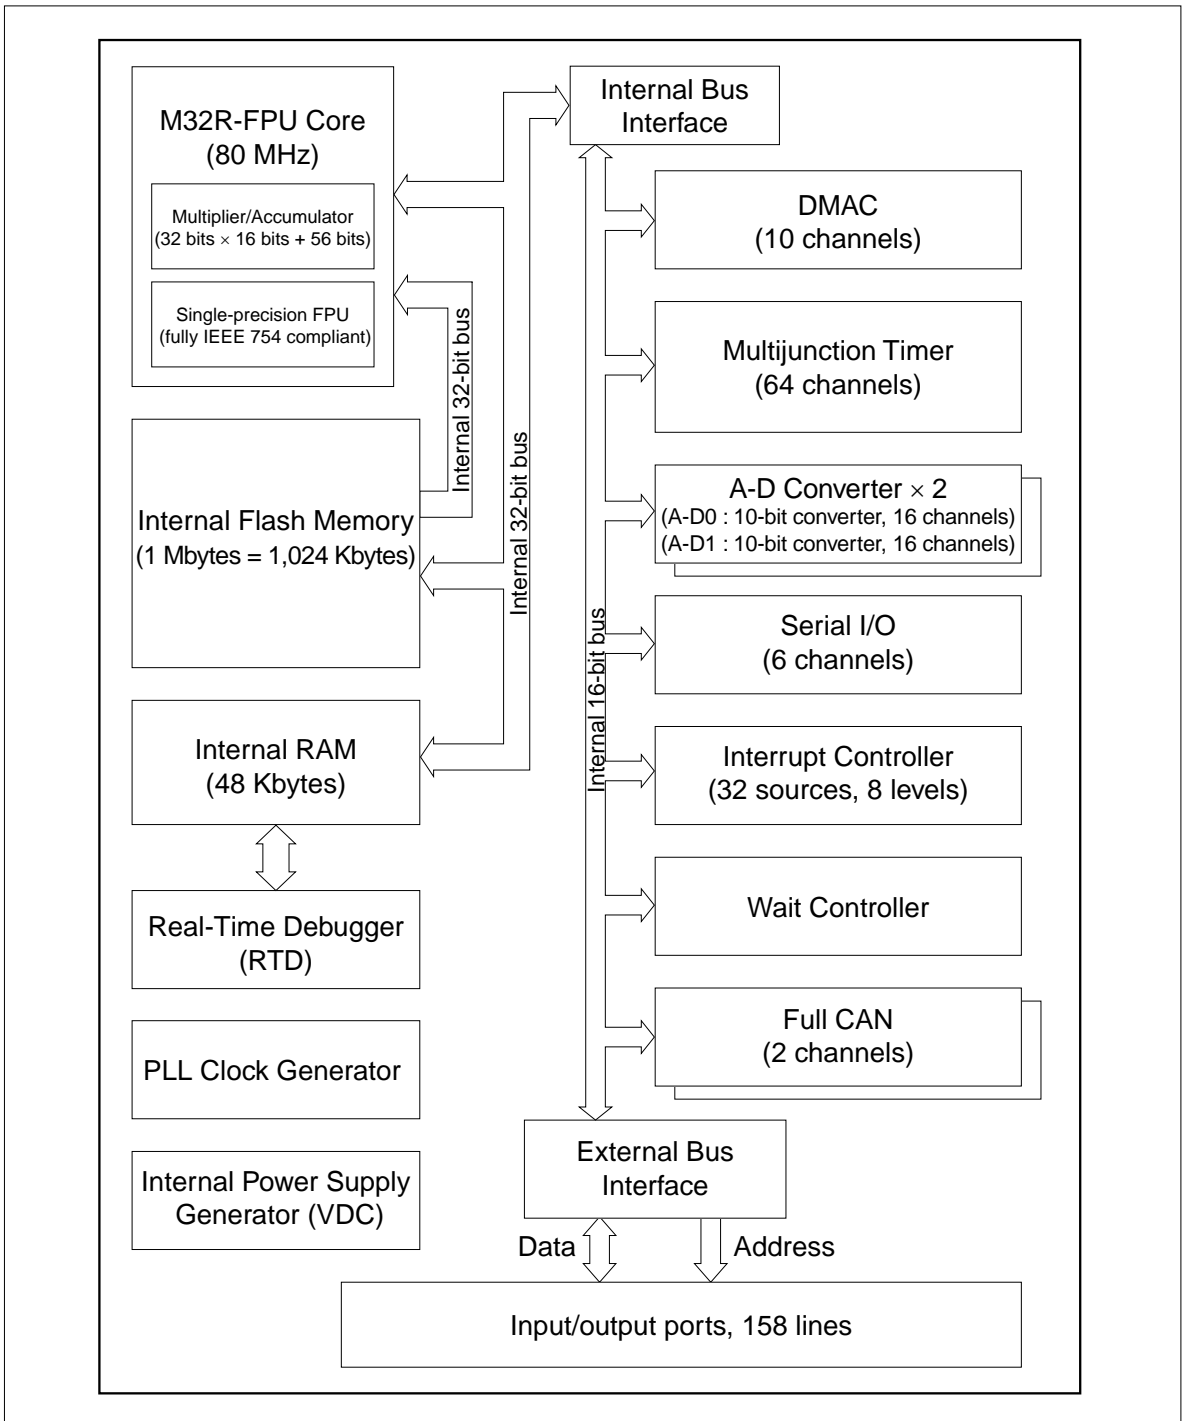 M32R-FPU Core
(80 MHz)
Multiplier/Accumulator
(32 bits × 16 bits + 56 bits)
Single-precision FPU
(fully IEEE 754 compliant)
Internal 32-bit bus
Internal Flash Memory
(1 Mbytes = 1,024 Kbytes)
Internal 32-bit bus
Internal RAM
(48 Kbytes)
Real-Time Debugger
(RTD)
PLL Clock Generator
Internal Power Supply
Generator (VDC)
Internal Bus
Interface
Internal 16-bit bus
DMAC
(10 channels)
Multijunction Timer
(64 channels)
A-D Converter × 2
(A-D0 : 10-bit converter, 16 channels)
(A-D1 : 10-bit converter, 16 channels)
Serial I/O
(6 channels)
Interrupt Controller
(32 sources, 8 levels)
Wait Controller
Full CAN
(2 channels)
External Bus
Interface
Data
Address
Input/output ports, 158 lines